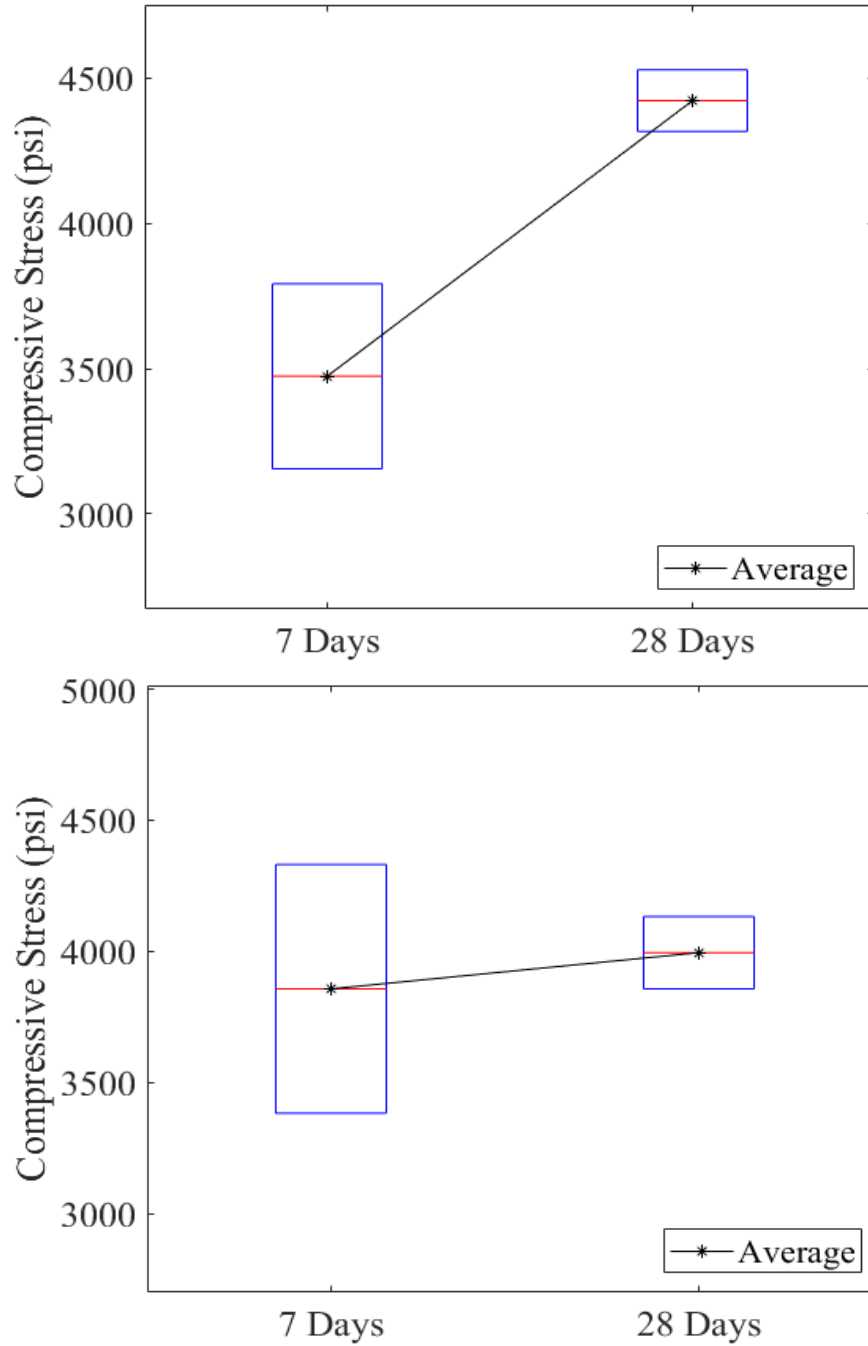 Compressive Stress (psi)
4500
4000
3500
3000
Average
7 Days
28 Days
Compressive Stress (psi)
5000
4500
4000
3500
3000
Average
7 Days
28 Days